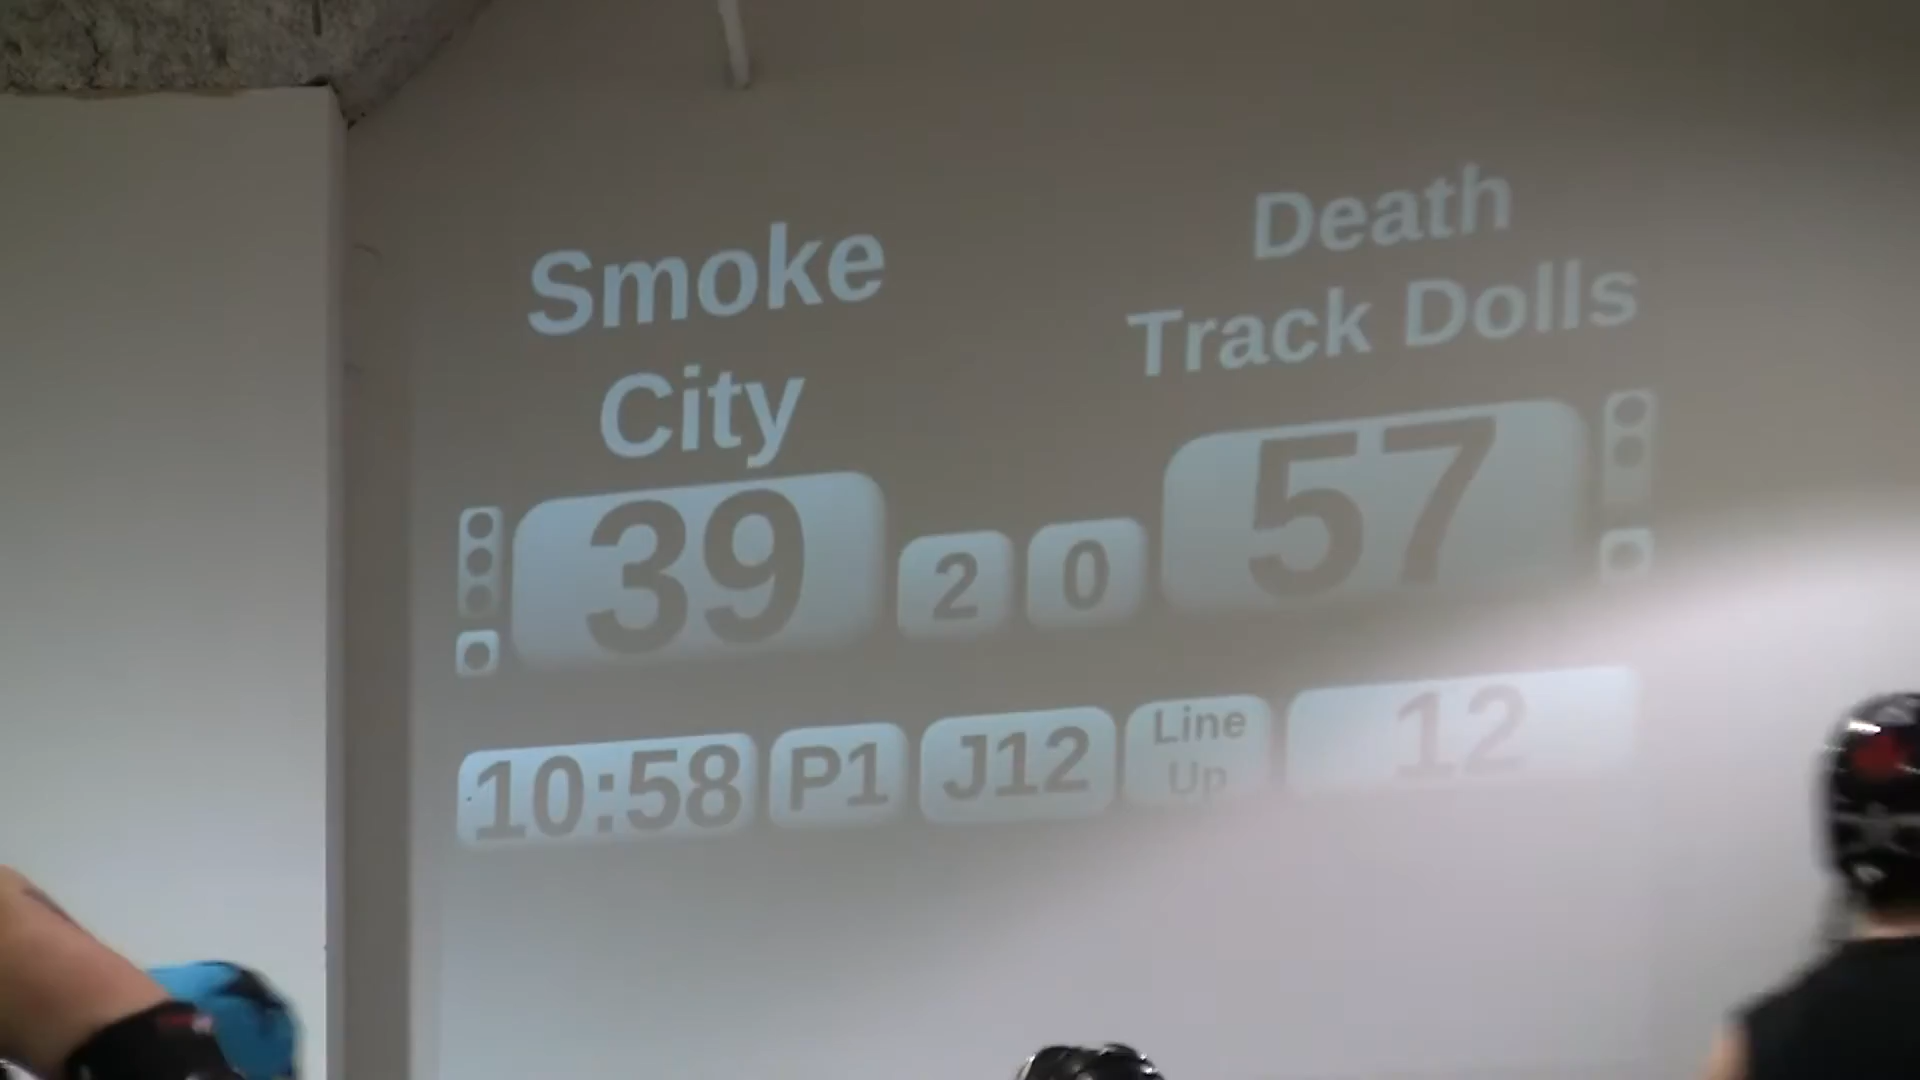 Smoke
City
Death
Track Dolls
39
2
0
57
10:58
P1
J12
Line
Up
12